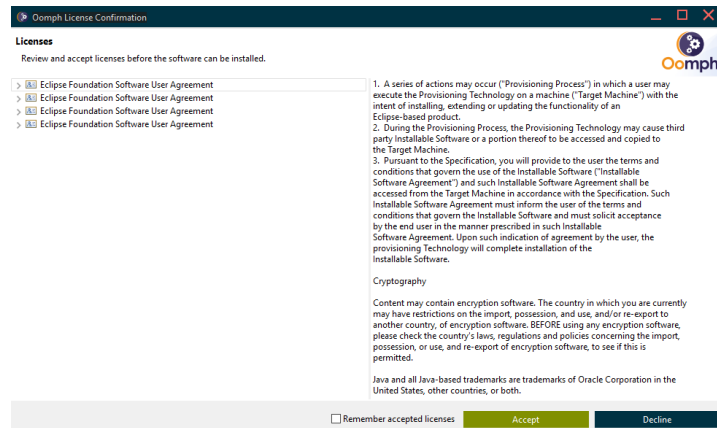 Oomph License Confirmation
Licenses
Review and accept licenses before the software can be installed.
Oomph
Eclipse Foundation Software User Agreement
Eclipse Foundation Software User Agreement
Eclipse Foundation Software User Agreement
Eclipse Foundation Software User Agreement
1. A series of actions may occur ("Provisioning Process") in which a user may
execute the Provisioning Technology on a machine ("Target Machine") with the
intent of installing, extending or updating the functionality of an
Eclipse-based product.
2. During the Provisioning Process, the Provisioning Technology may cause third
party Installable Software or a portion thereof to be accessed and copied to
the Target Machine.
3. Pursuant to the Specification, you will provide to the user the terms and
conditions that govern the use of the Installable Software ("Installable
Software Agreement") and such Installable Software Agreement shall be
accessed from the Target Machine in accordance with the Specification. Such
Installable Software Agreement must inform the user of the terms and
conditions that govern the Installable Software and must solicit acceptance
by the end user in the manner prescribed in such Installable
Software Agreement. Upon such indication of agreement by the user, the
provisioning Technology will complete installation of the
Installable Software.
Cryptography
Content may contain encryption software. The country in which you are currently
may have restrictions on the import, possession, and use, and/or re-export to
another country, of encryption software. BEFORE using any encryption software,
please check the country's laws, regulations and policies concerning the import,
possession, or use, and re-export of encryption software, to see if this is
permitted.
Java and all Java-based trademarks are trademarks of Oracle Corporation in the
United States, other countries, or both.
Remember accepted licenses
Accept
Decline